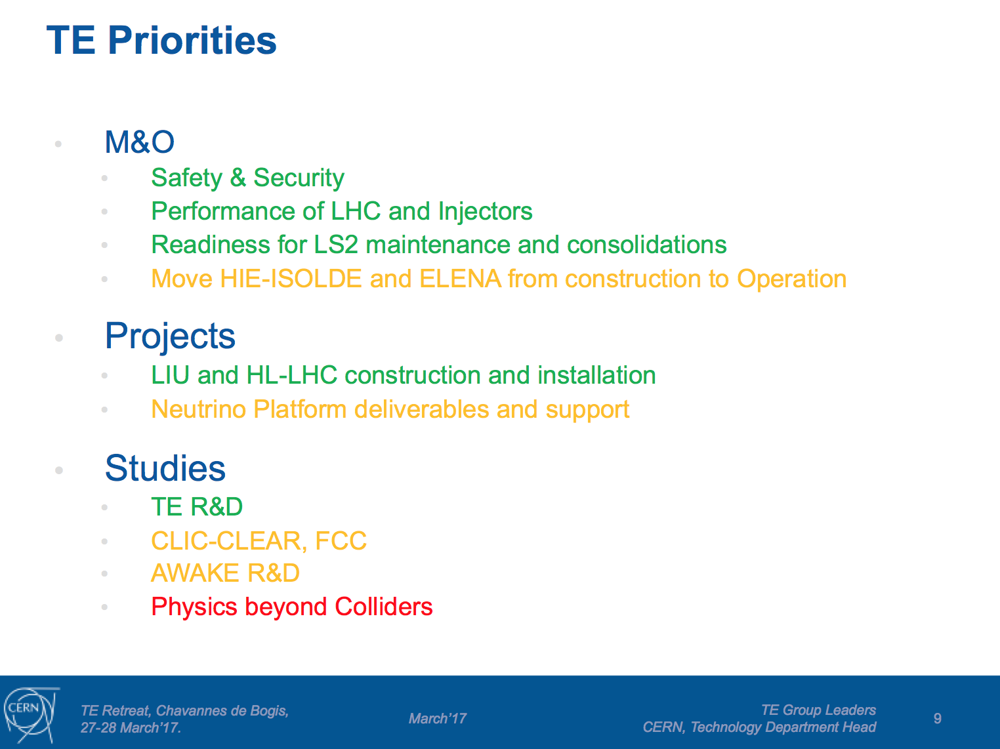 TE Priorities
M&O
Safety & Security
Performance of LHC and Injectors
Readiness for LS2 maintenance and consolidations
Move HIE-ISOLDE and ELENA from construction to Operation
Projects
LIU and HL-LHC construction and installation
Neutrino Platform deliverables and support
Studies
TE R&D
CLIC-CLEAR, FCC
AWAKE R&D
Physics beyond Colliders
CERN
TE Retreat, Chavannes de Bogis,
27-28 March’17.
March’17
TE Group Leaders
CERN, Technology Department Head
9